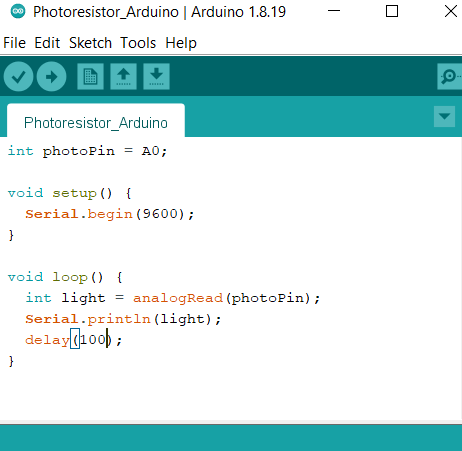 Photoresistor_Arduino | Arduino 1.8.19
File Edit Sketch Tools Help
Photoresistor_Arduino
int photoPin = A0;
void setup() {
  Serial.begin(9600);
}
void loop() {
  int light = analogRead(photoPin);
  Serial.println(light);
  delay(100);
}